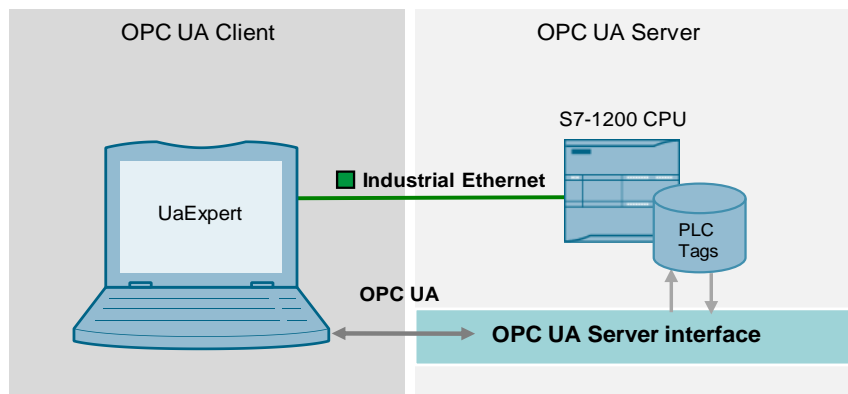 OPC UA Client
OPC UA Server
S7-1200 CPU
Industrial Ethernet
UaExpert
PLC
Tags
OPC UA
OPC UA Server interface